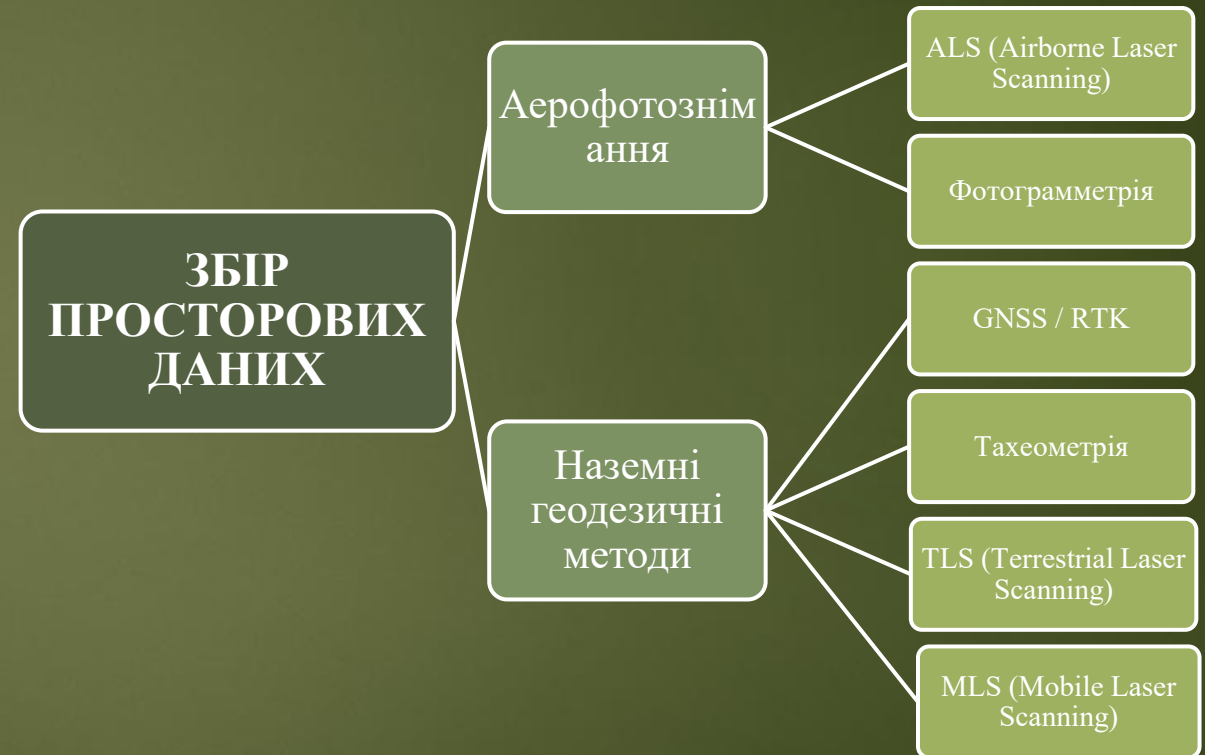 ЗБІР
ПРОСТОРОВИХ
ДАНИХ
Аерофотознім
ання
ALS (Airborne Laser
Scanning)
Фотограмметрія
Наземні
геодезичні
методи
GNSS / RTK
Тахеометрія
TLS (Terrestrial Laser
Scanning)
MLS (Mobile Laser
Scanning)